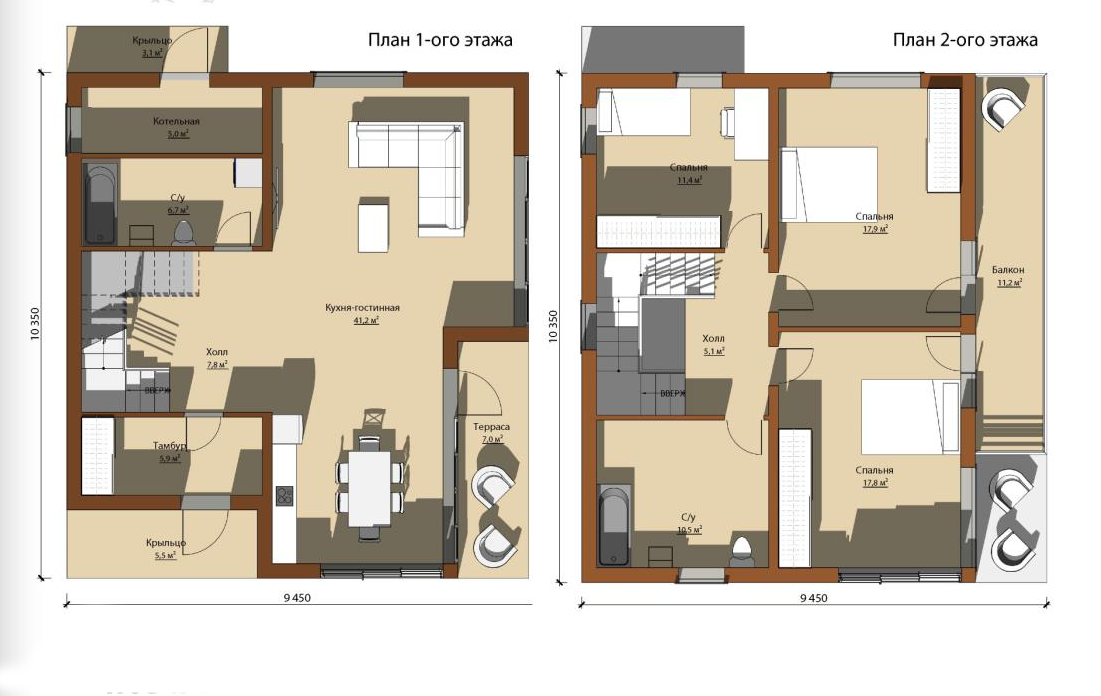 План 1-ого этажа
Крыльцо
3,1 м²
Котельная
5,0 м²
С/у
6,7 м²
Кухня-гостинная
41,2 м²
Холл
7,8 м²
ВВЕРХ
Тамбур
5,9 м²
Терраса
7,0 м²
Крыльцо
5,5 м²
10 350
9 450
План 2-ого этажа
Спальня
11,4 м²
Спальня
17,9 м²
Балкон
11,2 м²
Холл
5,1 м²
ВВЕРХ
Спальня
17,8 м²
С/у
10,5 м²
10 350
9 450